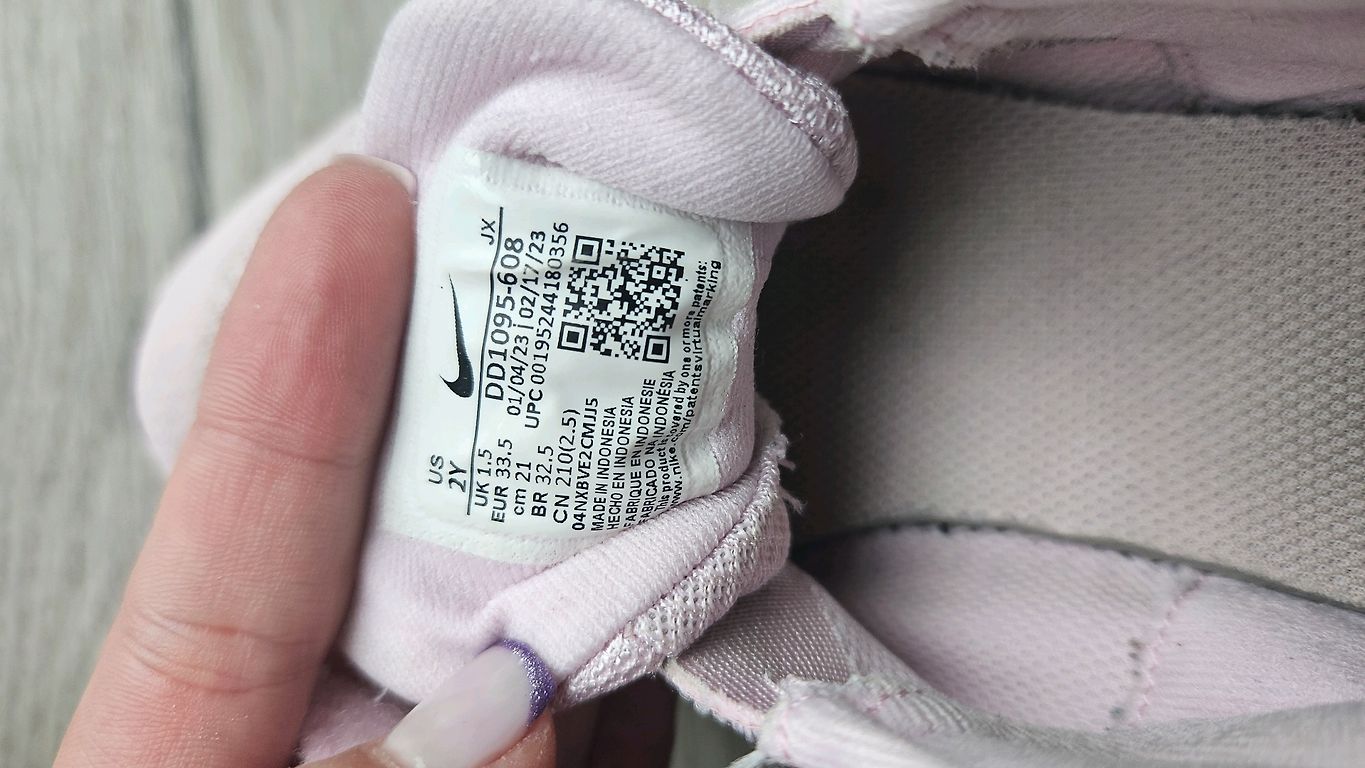 US
2Y
JX
UK 1.5
EUR 33.5
cm 21
BR 32.5
CN 210(2.5)
DD1095-608
01/04/23 | 02/17/23
UPC 00195244180356
04NXBVE2CMJJ5
MADE IN INDONESIA
HECHO EN INDONESIA
FABRIQUE EN INDONESIE
FABRICADO NA INDONÉSIA
This product is covered by one or more patents:
www.nike.com/patentsvirtualmarking